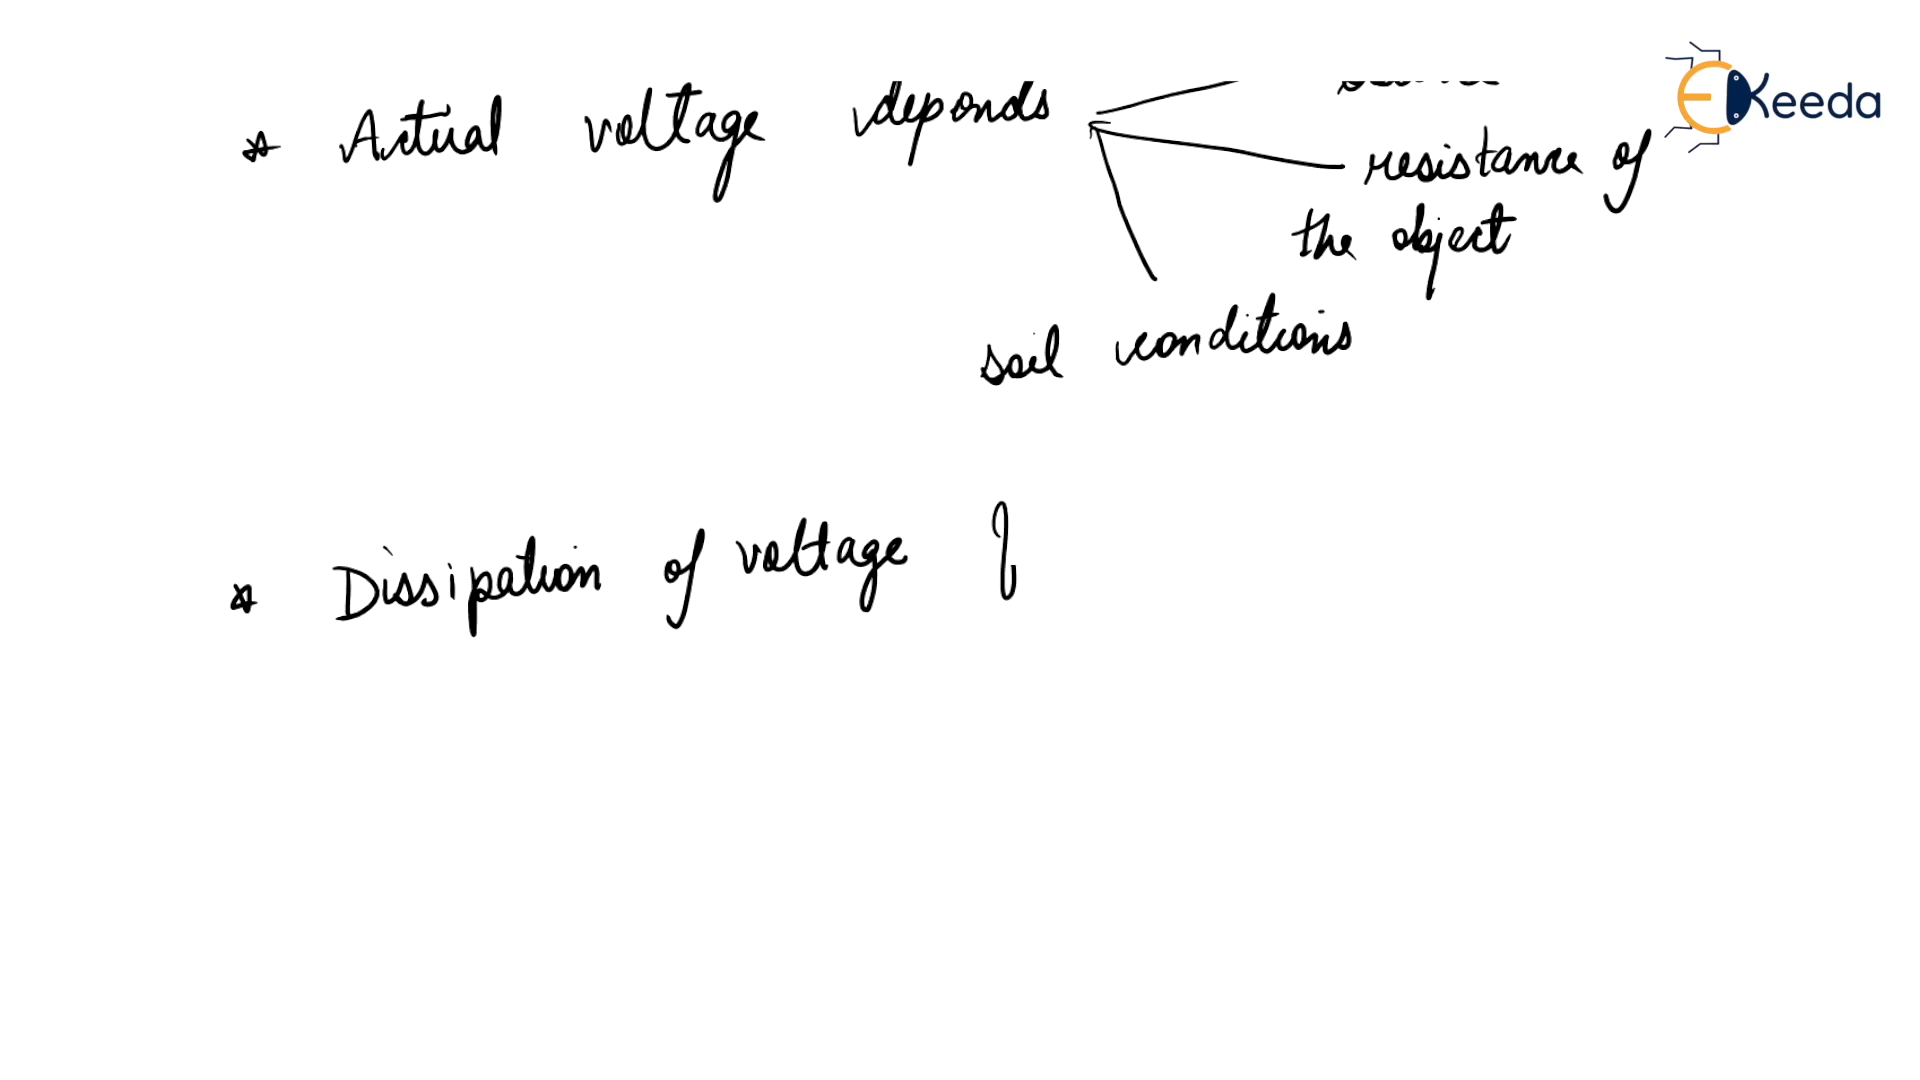 * Actual voltage depends
resistance of
the object
soil conditions
* Dissipation of voltage
EKeeda